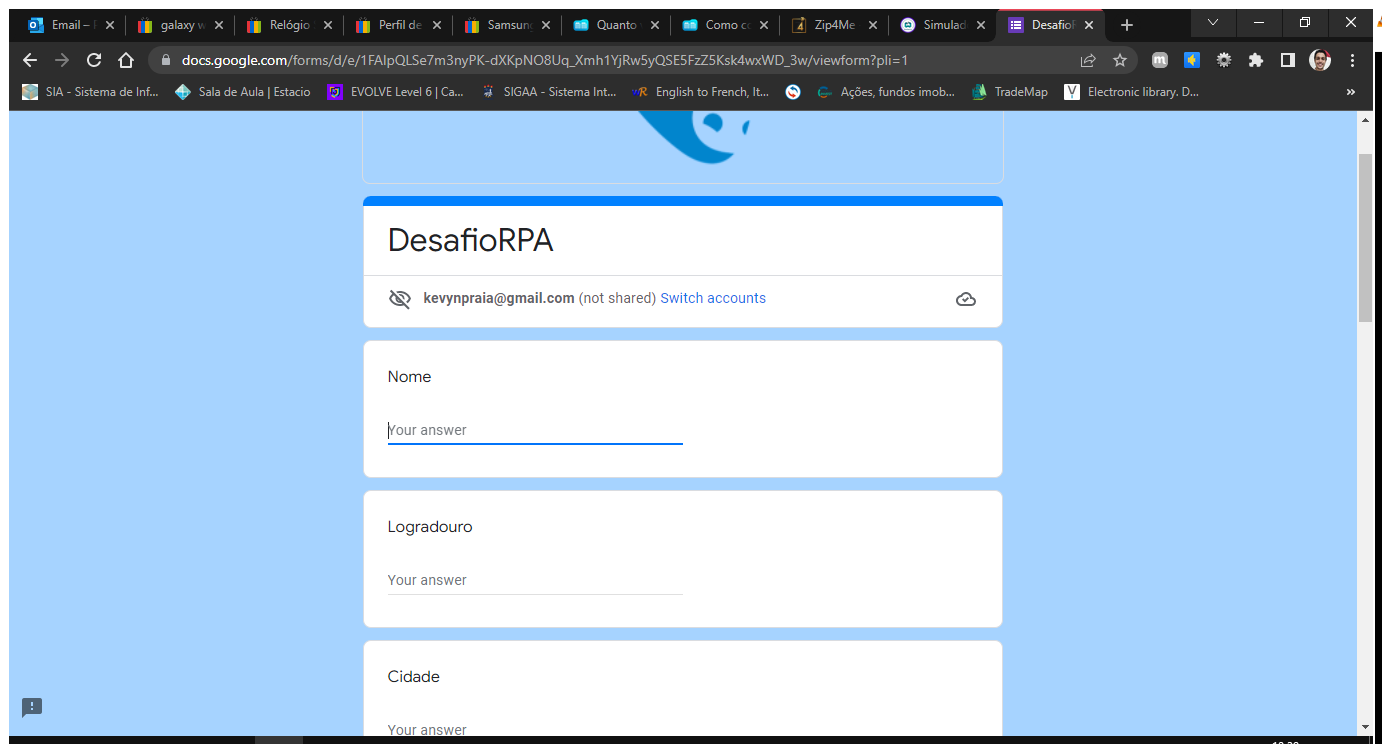 Email –
galaxy w
Relógio
Perfil de
Samsun
Quanto
Como co
Zip4Me
Simulad
DesafioR
docs.google.com/forms/d/e/1FAIpQLSe7m3nyPK-dXKpNO8Uq_Xmh1YjRw5yQSE5FzZ5Ksk4wxWD_3w/viewform?pli=1
SIA - Sistema de Inf...
Sala de Aula | Estacio
EVOLVE Level 6 | Ca...
SIGAA - Sistema Int...
English to French, It...
Ações, fundos imob...
TradeMap
Electronic library. D...
DesafioRPA
kevynpraia@gmail.com (not shared) Switch accounts
Nome
Your answer
Logradouro
Your answer
Cidade
Your answer